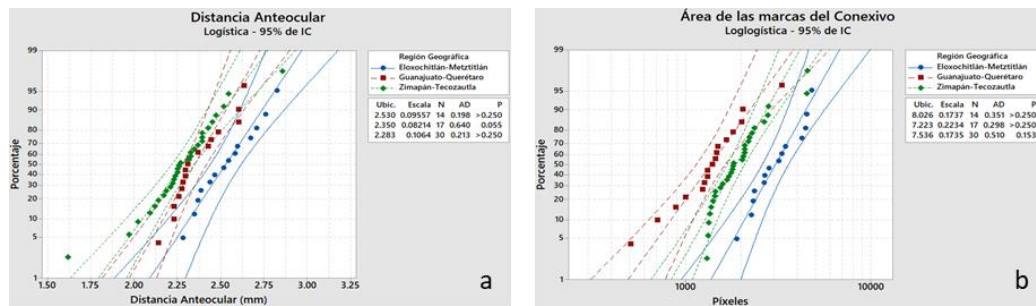 Distancia Anteocular
Logística - 95% de IC
99
95
90
80
70
60
50
40
30
20
10
5
1
Porcentaje
1.50 1.75 2.00 2.25 2.50 2.75 3.00 3.25
Distancia Anteocular (mm)
Región Geográfica
Eloxochitlán-Metztitlán
Guanajuato-Querétaro
Zimapán-Tecozautla
Ubic. Escala N AD P
2.530 0.09557 14 0.198 >0.250
2.350 0.08214 17 0.640 0.055
2.283 0.1064 30 0.213 >0.250
a
Área de las marcas del Conexivo
Loglogística - 95% de IC
99
95
90
80
70
60
50
40
30
20
10
5
1
Porcentaje
1000 10000
Píxeles
Región Geográfica
Eloxochitlán-Metztitlán
Guanajuato-Querétaro
Zimapán-Tecozautla
Ubic. Escala N AD P
8.026 0.1737 14 0.351 >0.250
7.223 0.2234 17 0.298 >0.250
7.536 0.1735 30 0.510 0.153
b